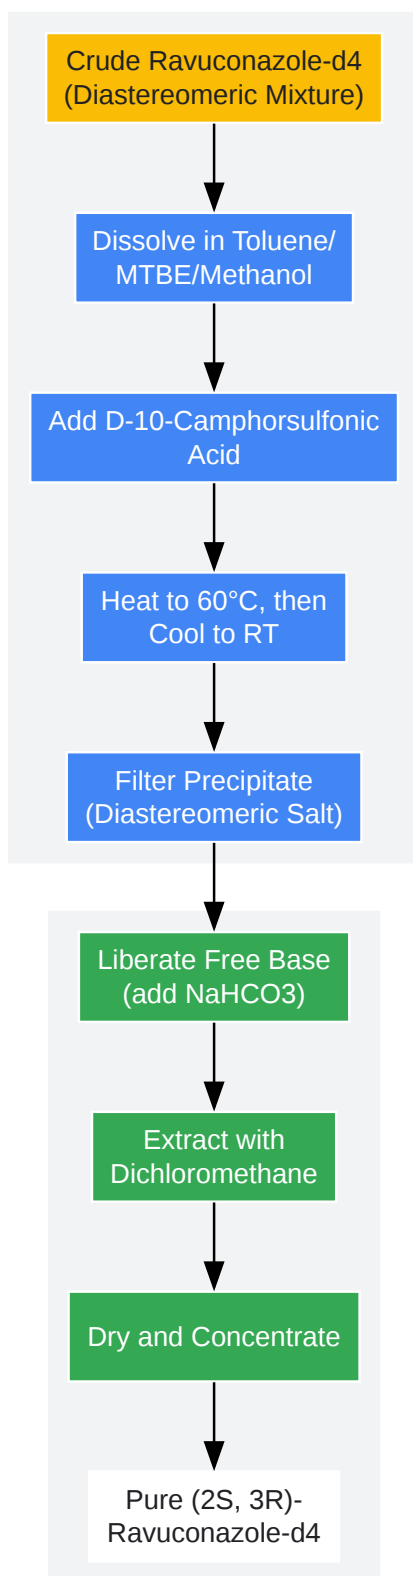 Crude Ravuconazole-d4
(Diastereomeric Mixture)
Dissolve in Toluene/
MTBE/Methanol
Add D-10-Camphorsulfonic
Acid
Heat to 60°C, then
Cool to RT
Filter Precipitate
(Diastereomeric Salt)
Liberate Free Base
(add NaHCO3)
Extract with
Dichloromethane
Dry and Concentrate
Pure (2S, 3R)-
Ravuconazole-d4